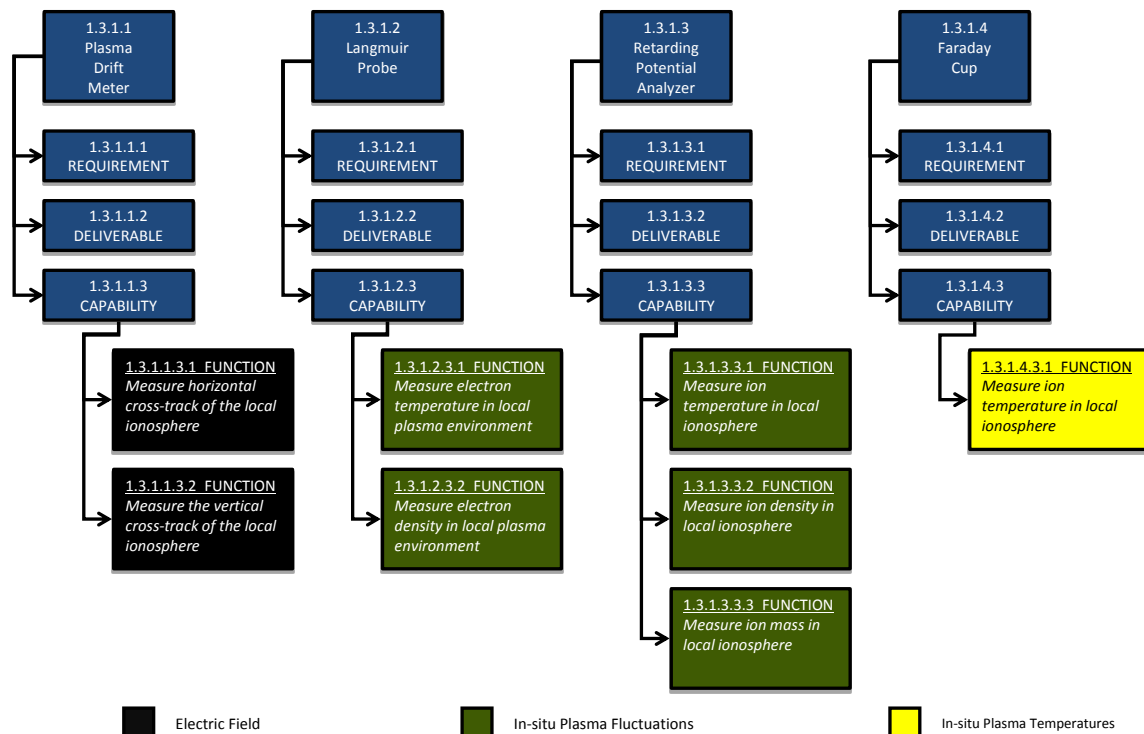 1.3.1.1
Plasma
Drift
Meter
1.3.1.1.1
REQUIREMENT
1.3.1.1.2
DELIVERABLE
1.3.1.1.3
CAPABILITY
1.3.1.1.3.1 FUNCTION
Measure horizontal
cross-track of the local
ionosphere
1.3.1.1.3.2 FUNCTION
Measure the vertical
cross-track of the local
ionosphere
1.3.1.2
Langmuir
Probe
1.3.1.2.1
REQUIREMENT
1.3.1.2.2
DELIVERABLE
1.3.1.2.3
CAPABILITY
1.3.1.2.3.1 FUNCTION
Measure electron
temperature in local
plasma environment
1.3.1.2.3.2 FUNCTION
Measure electron
density in local plasma
environment
1.3.1.3
Retarding
Potential
Analyzer
1.3.1.3.1
REQUIREMENT
1.3.1.3.2
DELIVERABLE
1.3.1.3.3
CAPABILITY
1.3.1.3.3.1 FUNCTION
Measure ion
temperature in local
ionosphere
1.3.1.3.3.2 FUNCTION
Measure ion density in
local ionosphere
1.3.1.3.3.3 FUNCTION
Measure ion mass in
local ionosphere
1.3.1.4
Faraday
Cup
1.3.1.4.1
REQUIREMENT
1.3.1.4.2
DELIVERABLE
1.3.1.4.3
CAPABILITY
1.3.1.4.3.1 FUNCTION
Measure ion
temperature in local
ionosphere
Electric Field
In-situ Plasma Fluctuations
In-situ Plasma Temperatures